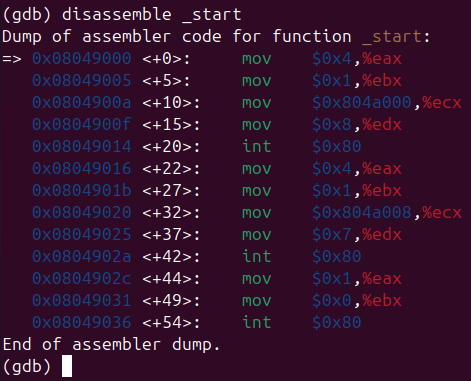 (gdb) disassemble _start
Dump of assembler code for function _start:
=> 0x08049000 <+0>:     mov    $0x4,%eax
   0x08049005 <+5>:     mov    $0x1,%ebx
   0x0804900a <+10>:    mov    $0x804a000,%ecx
   0x0804900f <+15>:    mov    $0x8,%edx
   0x08049014 <+20>:    int    $0x80
   0x08049016 <+22>:    mov    $0x4,%eax
   0x0804901b <+27>:    mov    $0x1,%ebx
   0x08049020 <+32>:    mov    $0x804a008,%ecx
   0x08049025 <+37>:    mov    $0x7,%edx
   0x0804902a <+42>:    int    $0x80
   0x0804902c <+44>:    mov    $0x1,%eax
   0x08049031 <+49>:    mov    $0x0,%ebx
   0x08049036 <+54>:    int    $0x80
End of assembler dump.
(gdb)